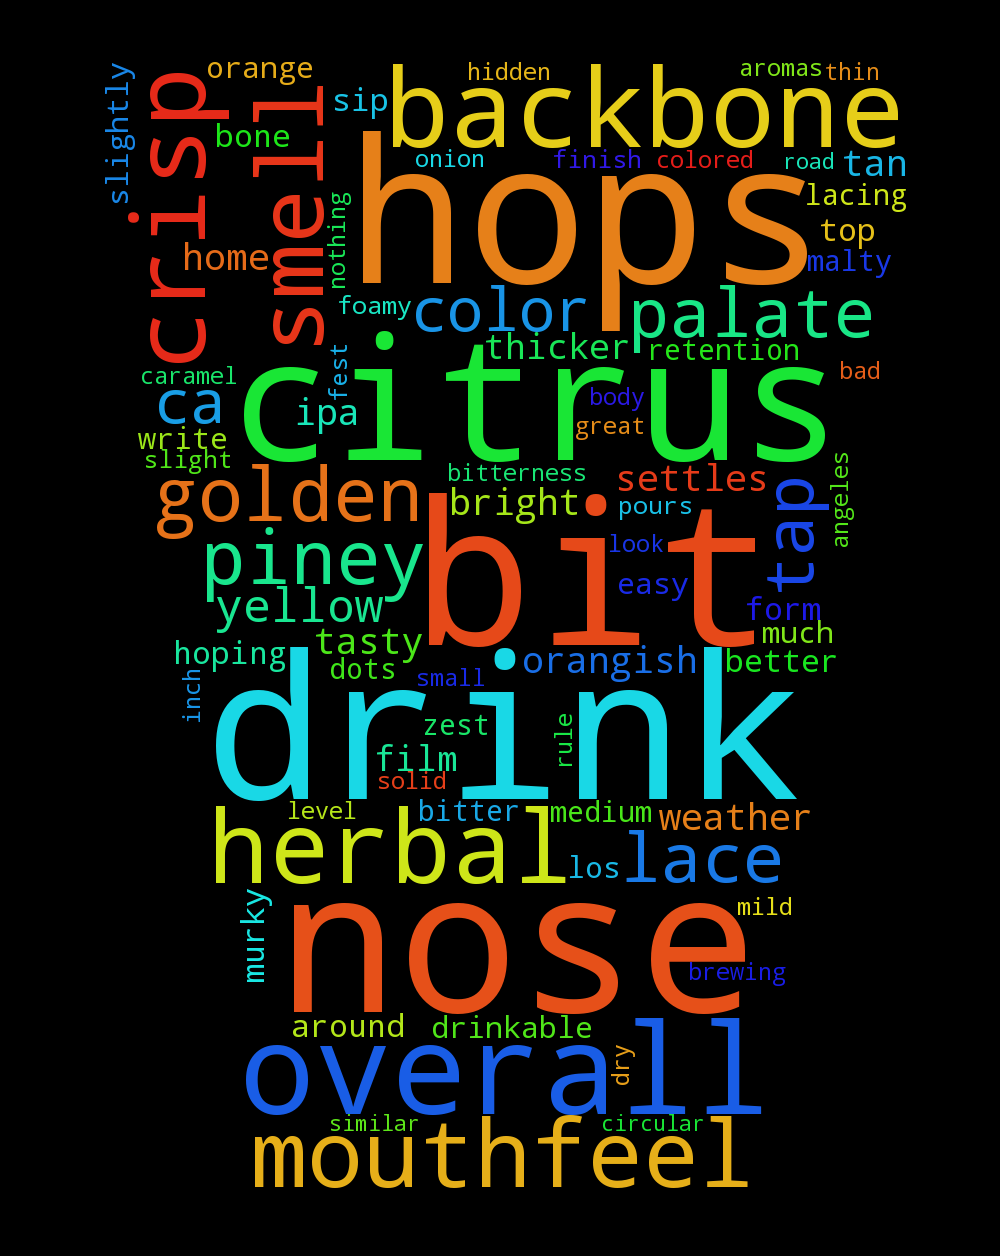 slightly
crisp
orange
bone
smell
sip
hidden
backbone
aromas
thin
onion
finish
colored
road
tan
hops
lacing
top
malty
home
nothing
foamy
color
palate
thicker
retention
bad
caramel
ca
fest
ipa
citrus
body
great
write
slight
golden
bitterness
bright
settles
pours
tap
angeles
piney
bit
look
easy
form
yellow
much
hoping
tasty
dots
small
orangish
better
inch
drink
zest
film
solid
rule
level
bitter
medium
weather
herbal
los
lace
murky
nose
mild
brewing
around
drinkable
overall
dry
similar
circular
mouthfeel